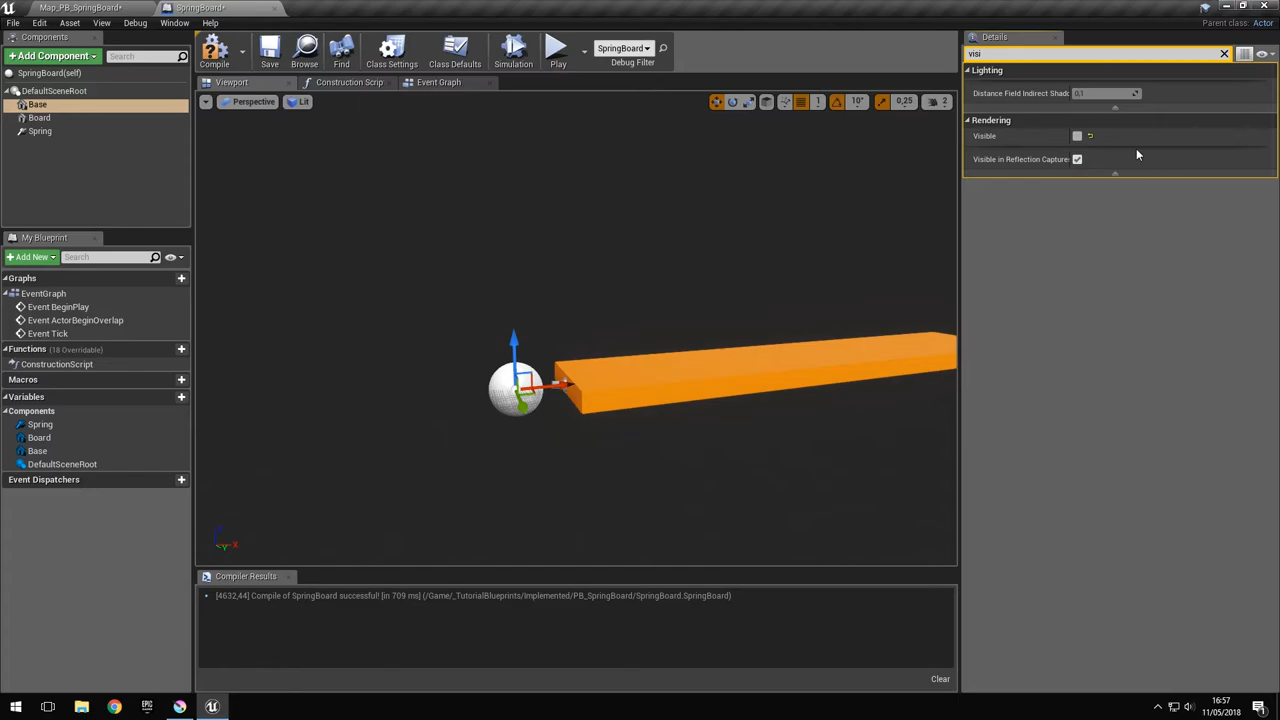 Map_PB_SpringBoard*
SpringBoard*
File Edit Asset View Debug Window Help
Parent class: Actor
Components
+ Add Component
Search
SpringBoard(self)
DefaultSceneRoot
Base
Board
Spring
Compile
Save
Browse
Find
Class Settings
Class Defaults
Simulation
Play
SpringBoard
Debug Filter
Viewport
Construction Scrip
Event Graph
Perspective
Lit
1
10°
0,25
2
Details
visi
Lighting
Distance Field Indirect Shado
0,1
Rendering
Visible
Visible in Reflection Capture
My Blueprint
+ Add New
Search
Graphs
EventGraph
Event BeginPlay
Event ActorBeginOverlap
Event Tick
Functions (18 Overridable)
ConstructionScript
Macros
Variables
Components
Spring
Board
Base
DefaultSceneRoot
Event Dispatchers
Compiler Results
[4632,44] Compile of SpringBoard successful! [in 709 ms] (/Game/_TutorialBlueprints/Implemented/PB_SpringBoard/SpringBoard.SpringBoard)
Clear
EPIC
16:57
11/05/2018